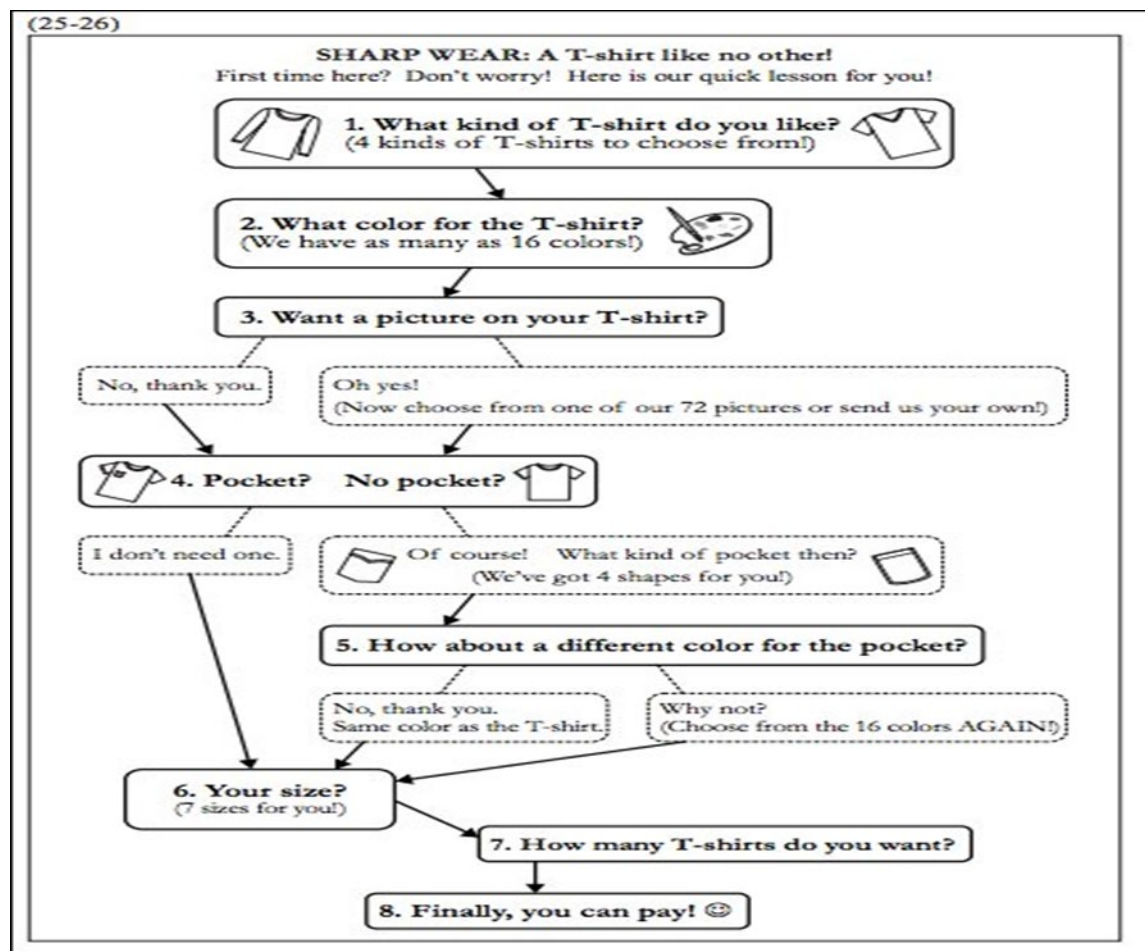 (25-26)
SHARP WEAR: A T-shirt like no other!
First time here? Don't worry! Here is our quick lesson for you!
1. What kind of T-shirt do you like?
(4 kinds of T-shirts to choose from!)
2. What color for the T-shirt?
(We have as many as 16 colors!)
3. Want a picture on your T-shirt?
No, thank you.
Oh yes!
(Now choose from one of our 72 pictures or send us your own!)
4. Pocket? No pocket?
I don't need one.
Of course! What kind of pocket then?
(We've got 4 shapes for you!)
5. How about a different color for the pocket?
No, thank you.
Same color as the T-shirt.
Why not?
(Choose from the 16 colors AGAIN!)
6. Your size?
(7 sizes for you!)
7. How many T-shirts do you want?
8. Finally, you can pay! ☺